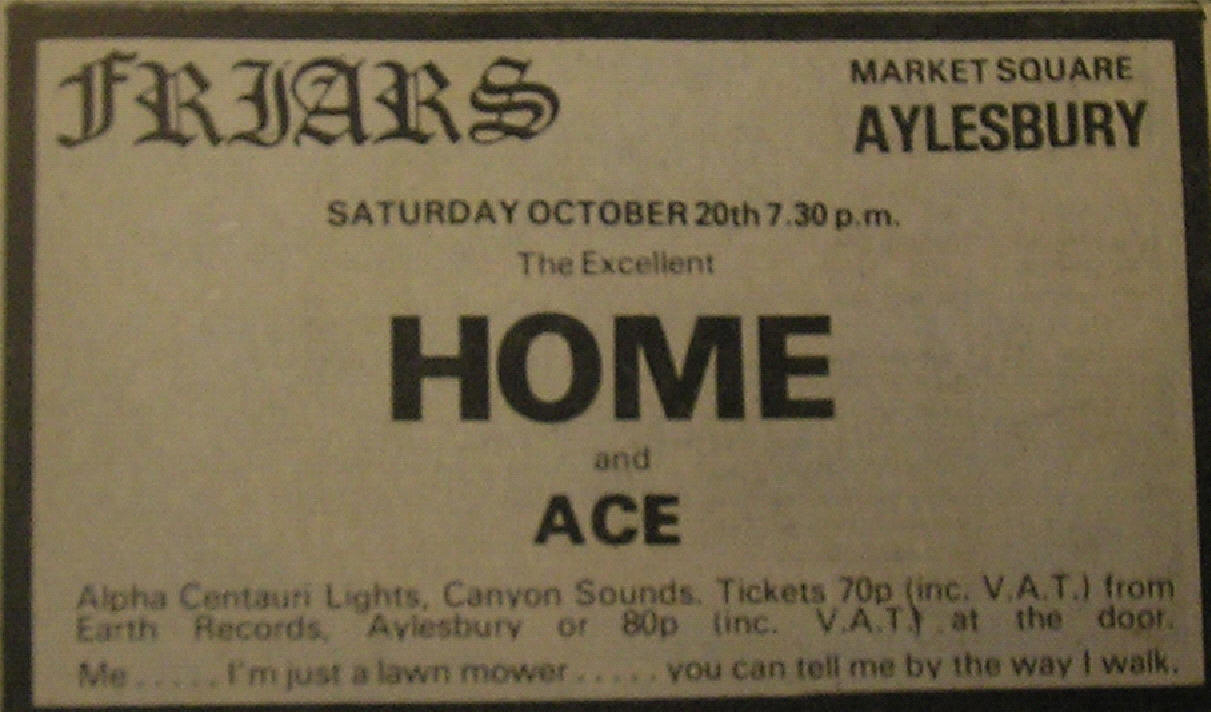 FRIARS
MARKET SQUARE
AYLESBURY
SATURDAY OCTOBER 20th 7.30 p.m.
The Excellent
HOME
and
ACE
Alpha Centauri Lights, Canyon Sounds. Tickets 70p (inc. V.A.T.) from
Earth Records, Aylesbury or 80p (inc. V.A.T.) at the door.
Me ..... I'm just a lawn mower ..... you can tell me by the way I walk.